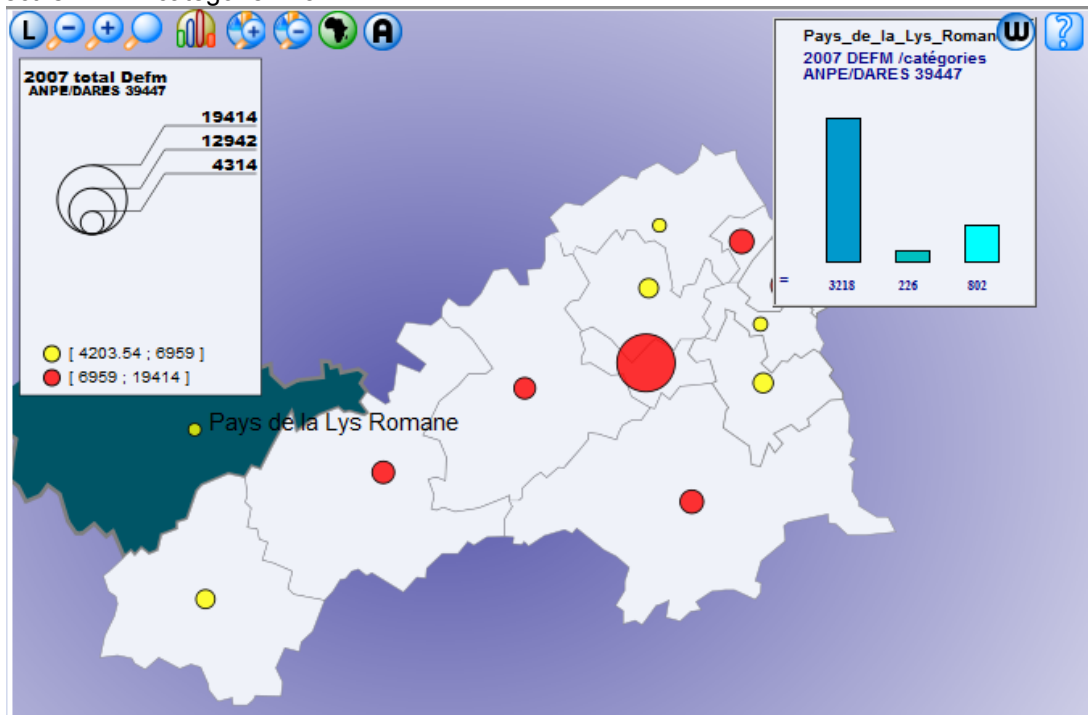 L
A
2007 total Defm
ANPE/DARES 39447
19414
12942
4314
[ 4203.54 ; 6959 ]
[ 6959 ; 19414 ]
Pays_de_la_Lys_Roman
W
?
2007 DEFM /catégories
ANPE/DARES 39447
= 3218 226 802
Pays de la Lys Romane